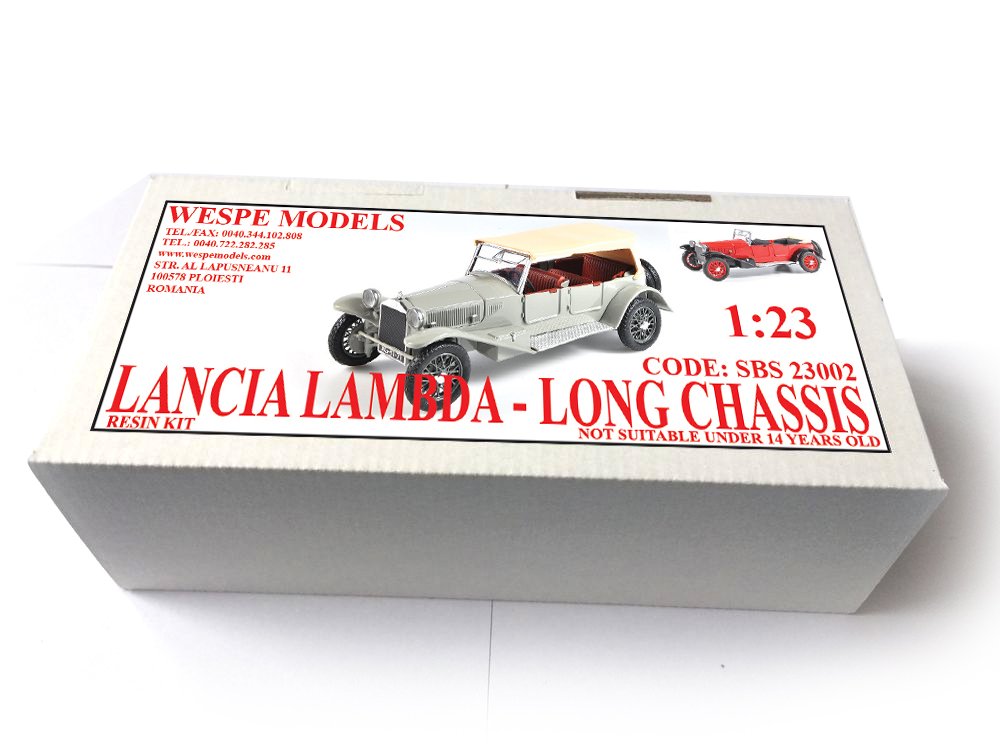 WESPE MODELS
TEL./FAX: 0040.344.102.808
TEL.: 0040.722.282.285
www.wespemodels.com
STR. AL LAPUSNEANU 11
100578 PLOIESTI
ROMANIA
1:23
CODE: SBS 23002
LANCIA LAMBDA - LONG CHASSIS
RESIN KIT
NOT SUITABLE UNDER 14 YEARS OLD